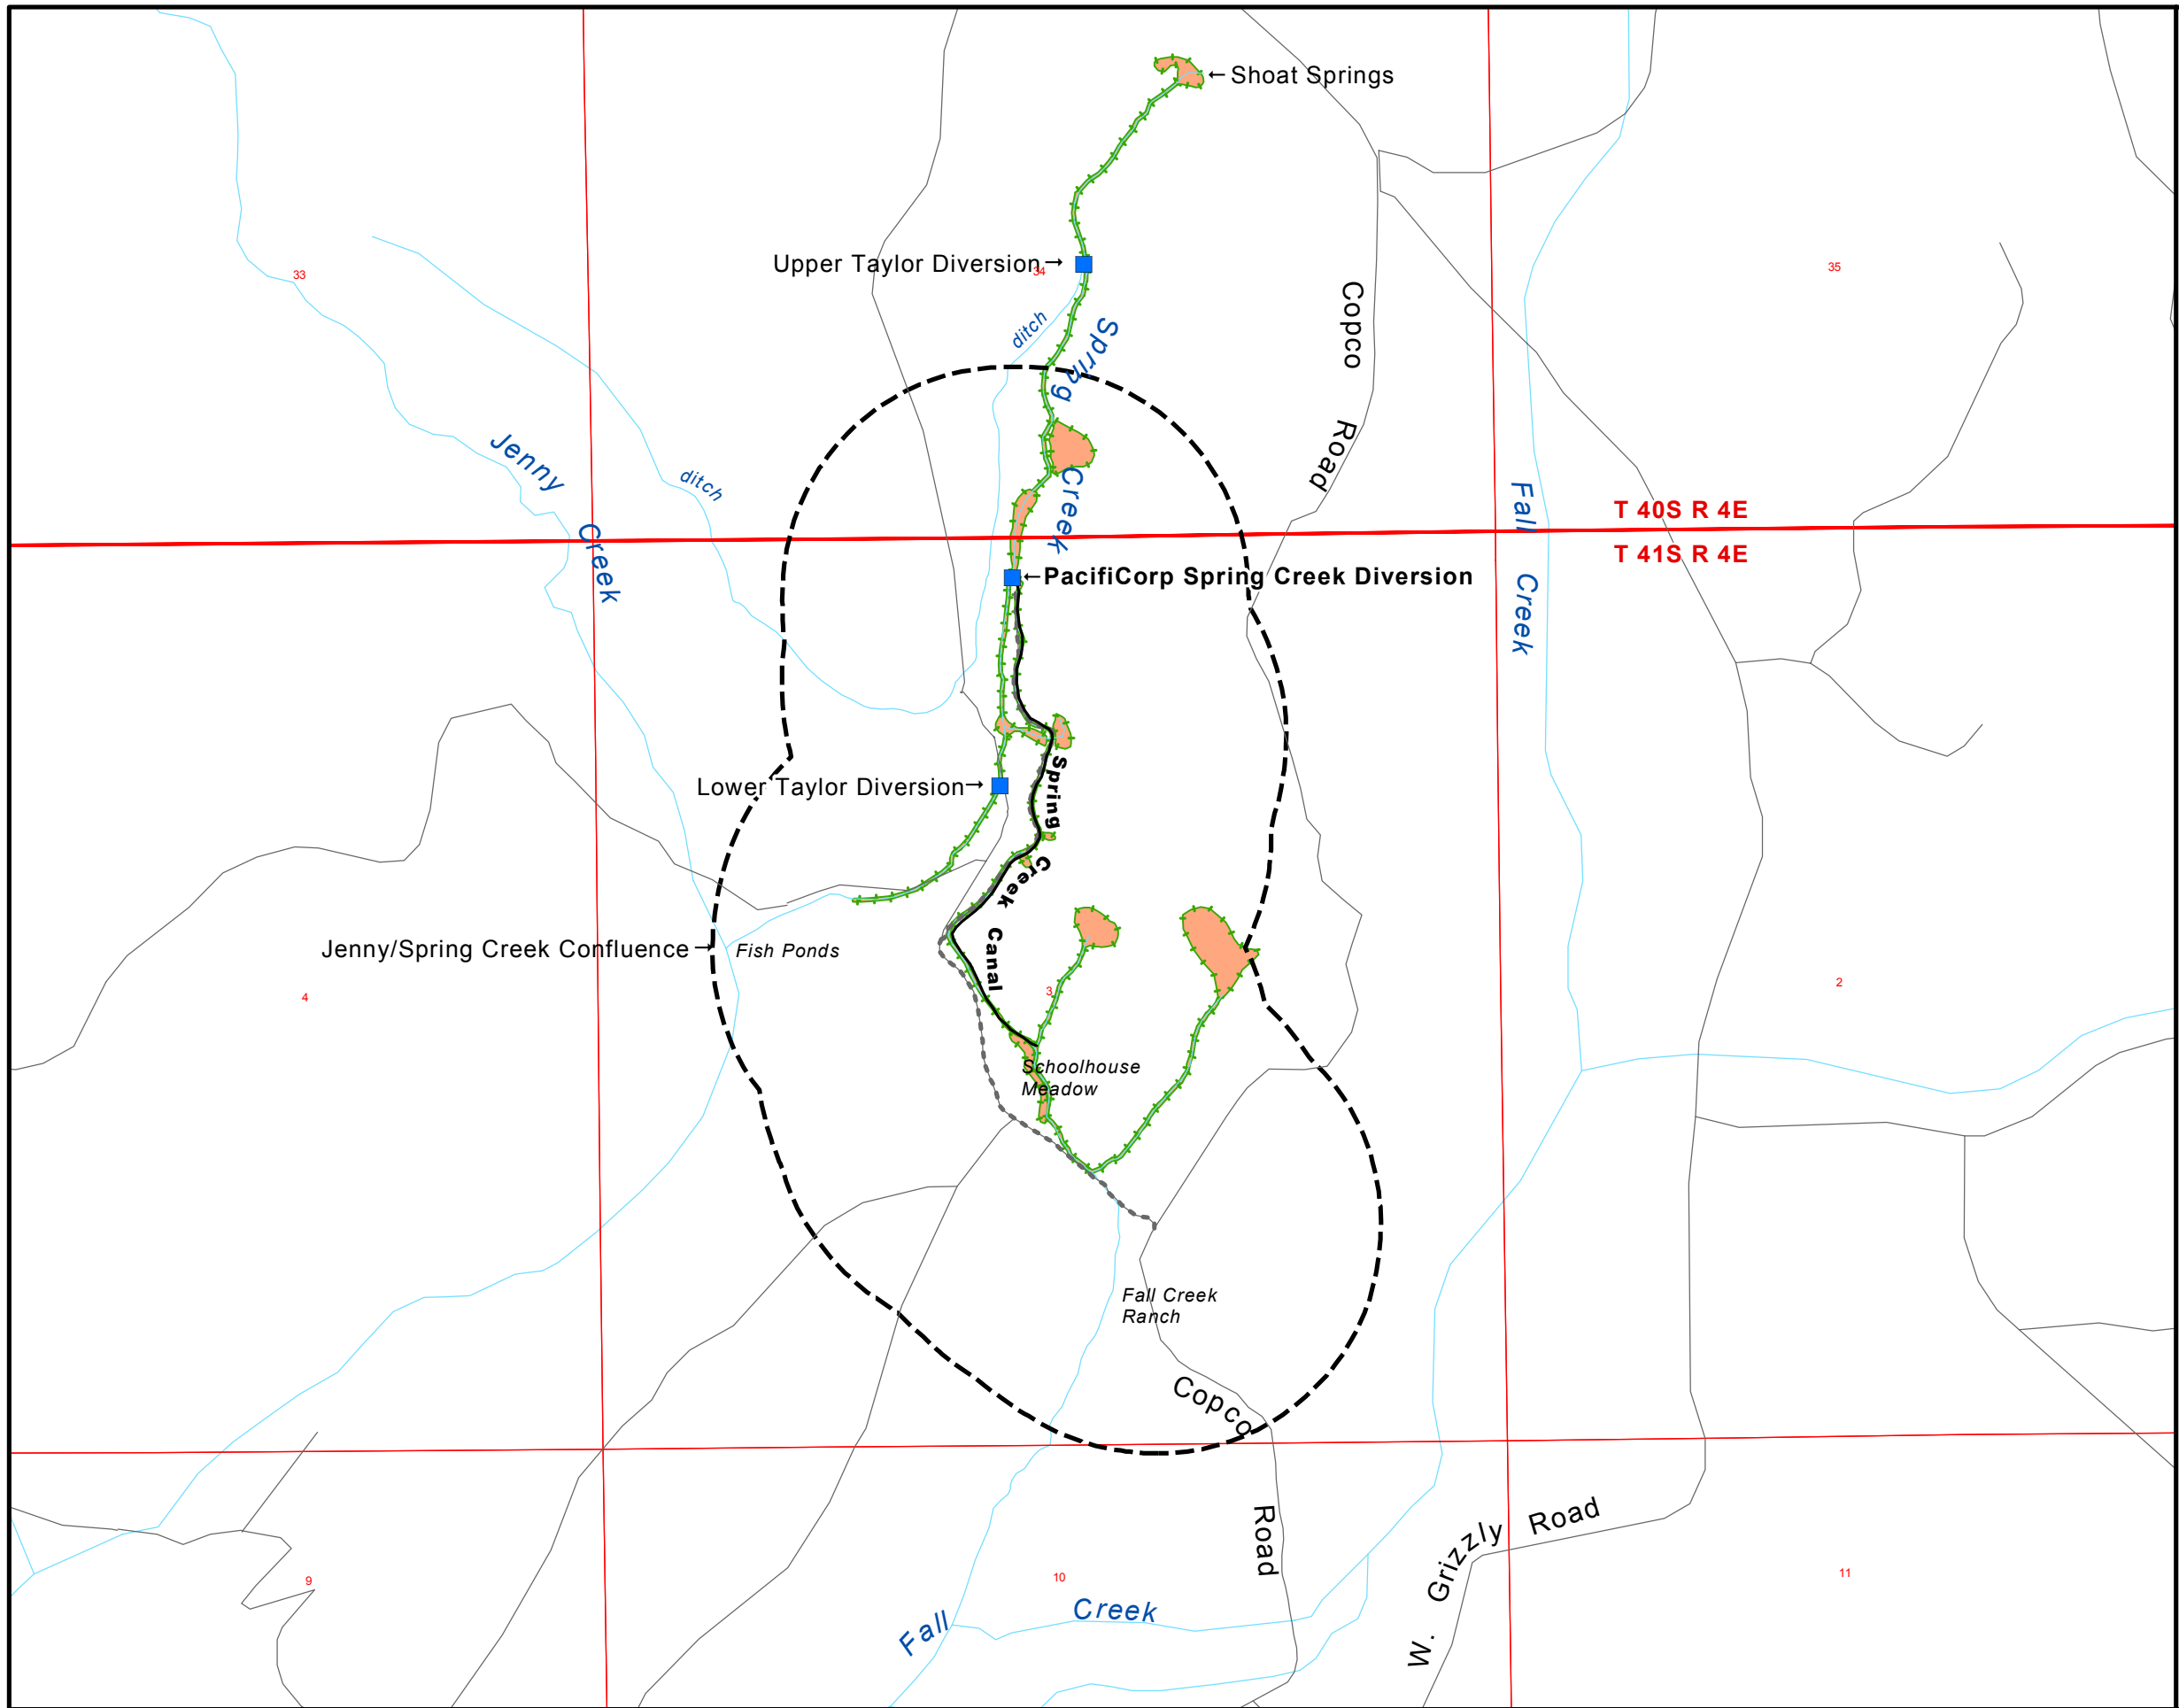 Shoat Springs
Upper Taylor Diversion
33
34
35
ditch
Spring
Creek
Copco
Road
Jenny
Creek
ditch
Fall
Creek
T 40S R 4E
T 41S R 4E
PacifiCorp Spring Creek Diversion
Lower Taylor Diversion
Spring
Creek
Canal
Jenny/Spring Creek Confluence
Fish Ponds
4
3
2
Schoolhouse
Meadow
Fall Creek
Ranch
Copco
Road
W. Grizzly Road
9
10
11
Fall
Creek